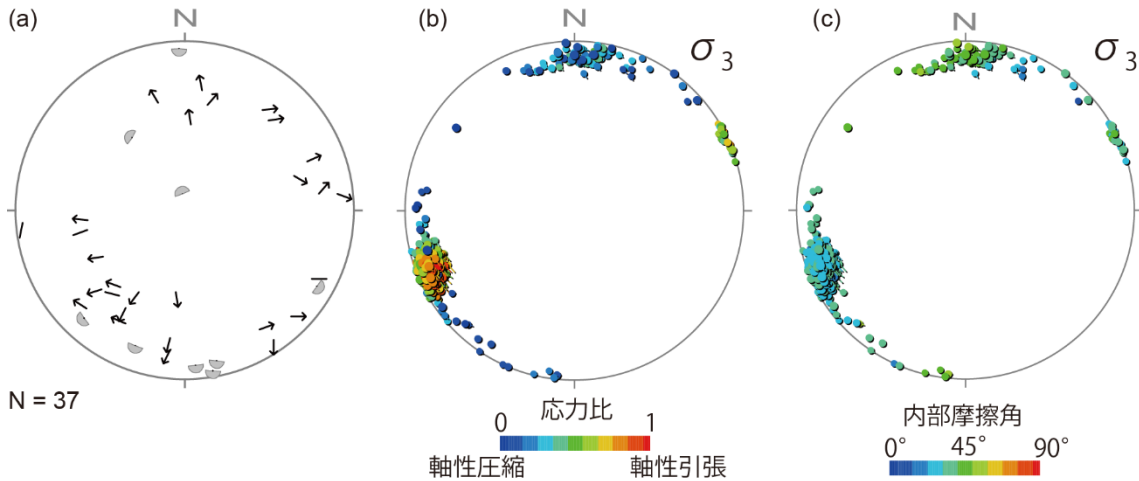 (a)
N
N = 37
(b)
N
σ3
応力比
0
1
軸性圧縮
軸性引張
(c)
N
σ3
内部摩擦角
0°
45°
90°